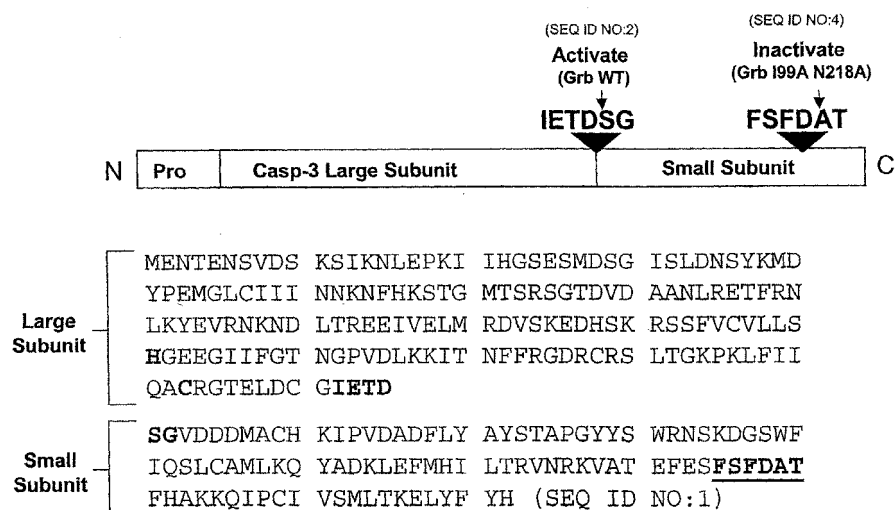 (SEQ ID NO:2) (SEQ ID NO:4)
Activate Inactivate
(Grb WT) (Grb I99A N218A)
IETDSG FSFDAT
N Pro Casp-3 Large Subunit Small Subunit C
Large Subunit
MENTENSVDS KSIKNLEPKI IHGSESMDSG ISLDNSYKMD
YPEMGLCIII NNKNFHKSTG MTSRSGTDVD AANLRETFRN
LKYEVRNKND LTREEIVELM RDVSKEDHSK RSSFVCVLLS
HGEEGIIFGT NGPVDLKKIT NFFRGDRCRS LTGKPKLFII
QACRGTELDC GIETD
Small Subunit
SGVDDDMACH KIPVDADFLY AYSTAPGYYS WRNSKDGSWF
IQSLCAMLKQ YADKLEFMHI LTRVNRKVAT EFESFSFDAT
FHAKKQIPCI VSMLTKELYF YH (SEQ ID NO:1)